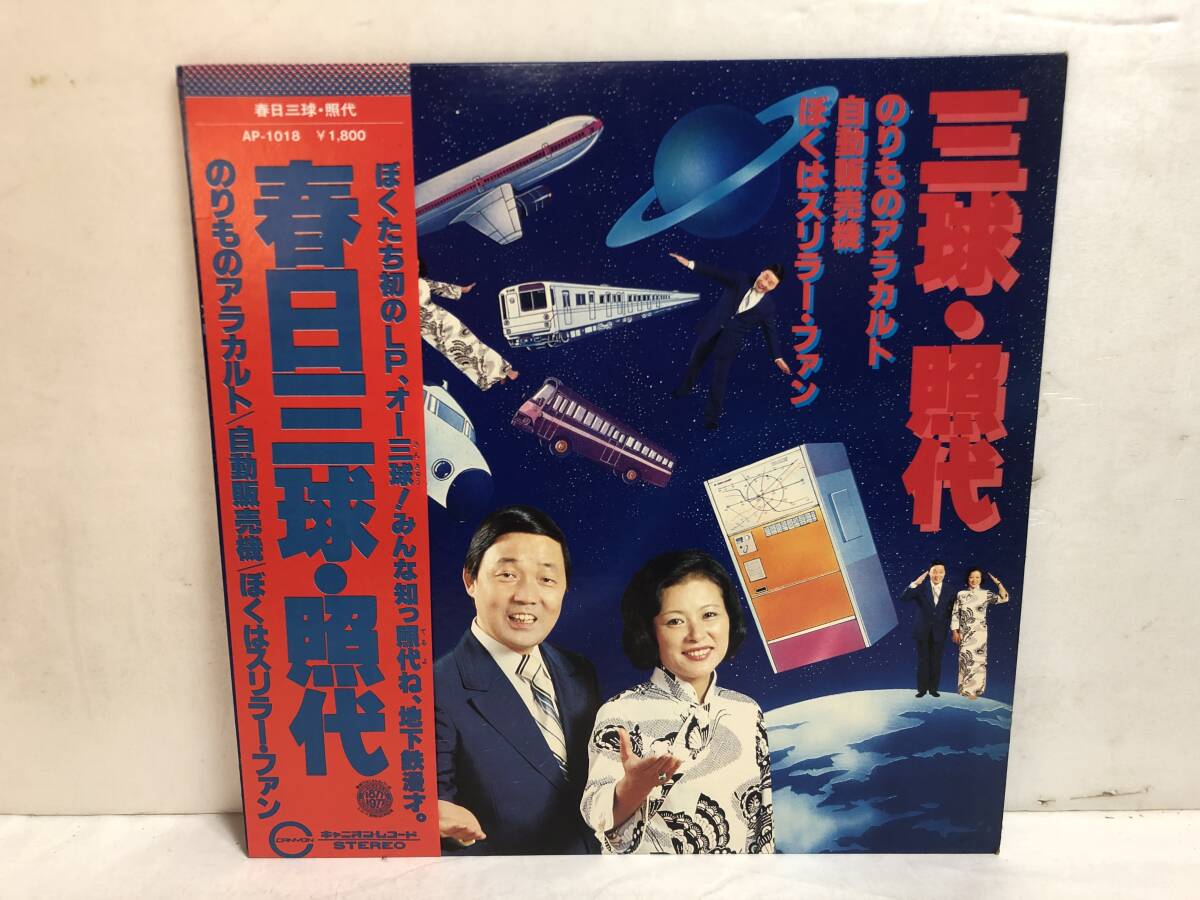 春日三球・照代
AP-1018 ￥1,800
ぼくたち初のLP、オー三球！みんな知っ照代ね、地下鉄漫才。
春日三球・照代
のりものアラカルト/自動販売機/ぼくはスリラー・ファン
1877
1977
CANYON
キャニオンレコード
STEREO
三球・照代
のりものアラカルト
自動販売機
ぼくはスリラー・ファン